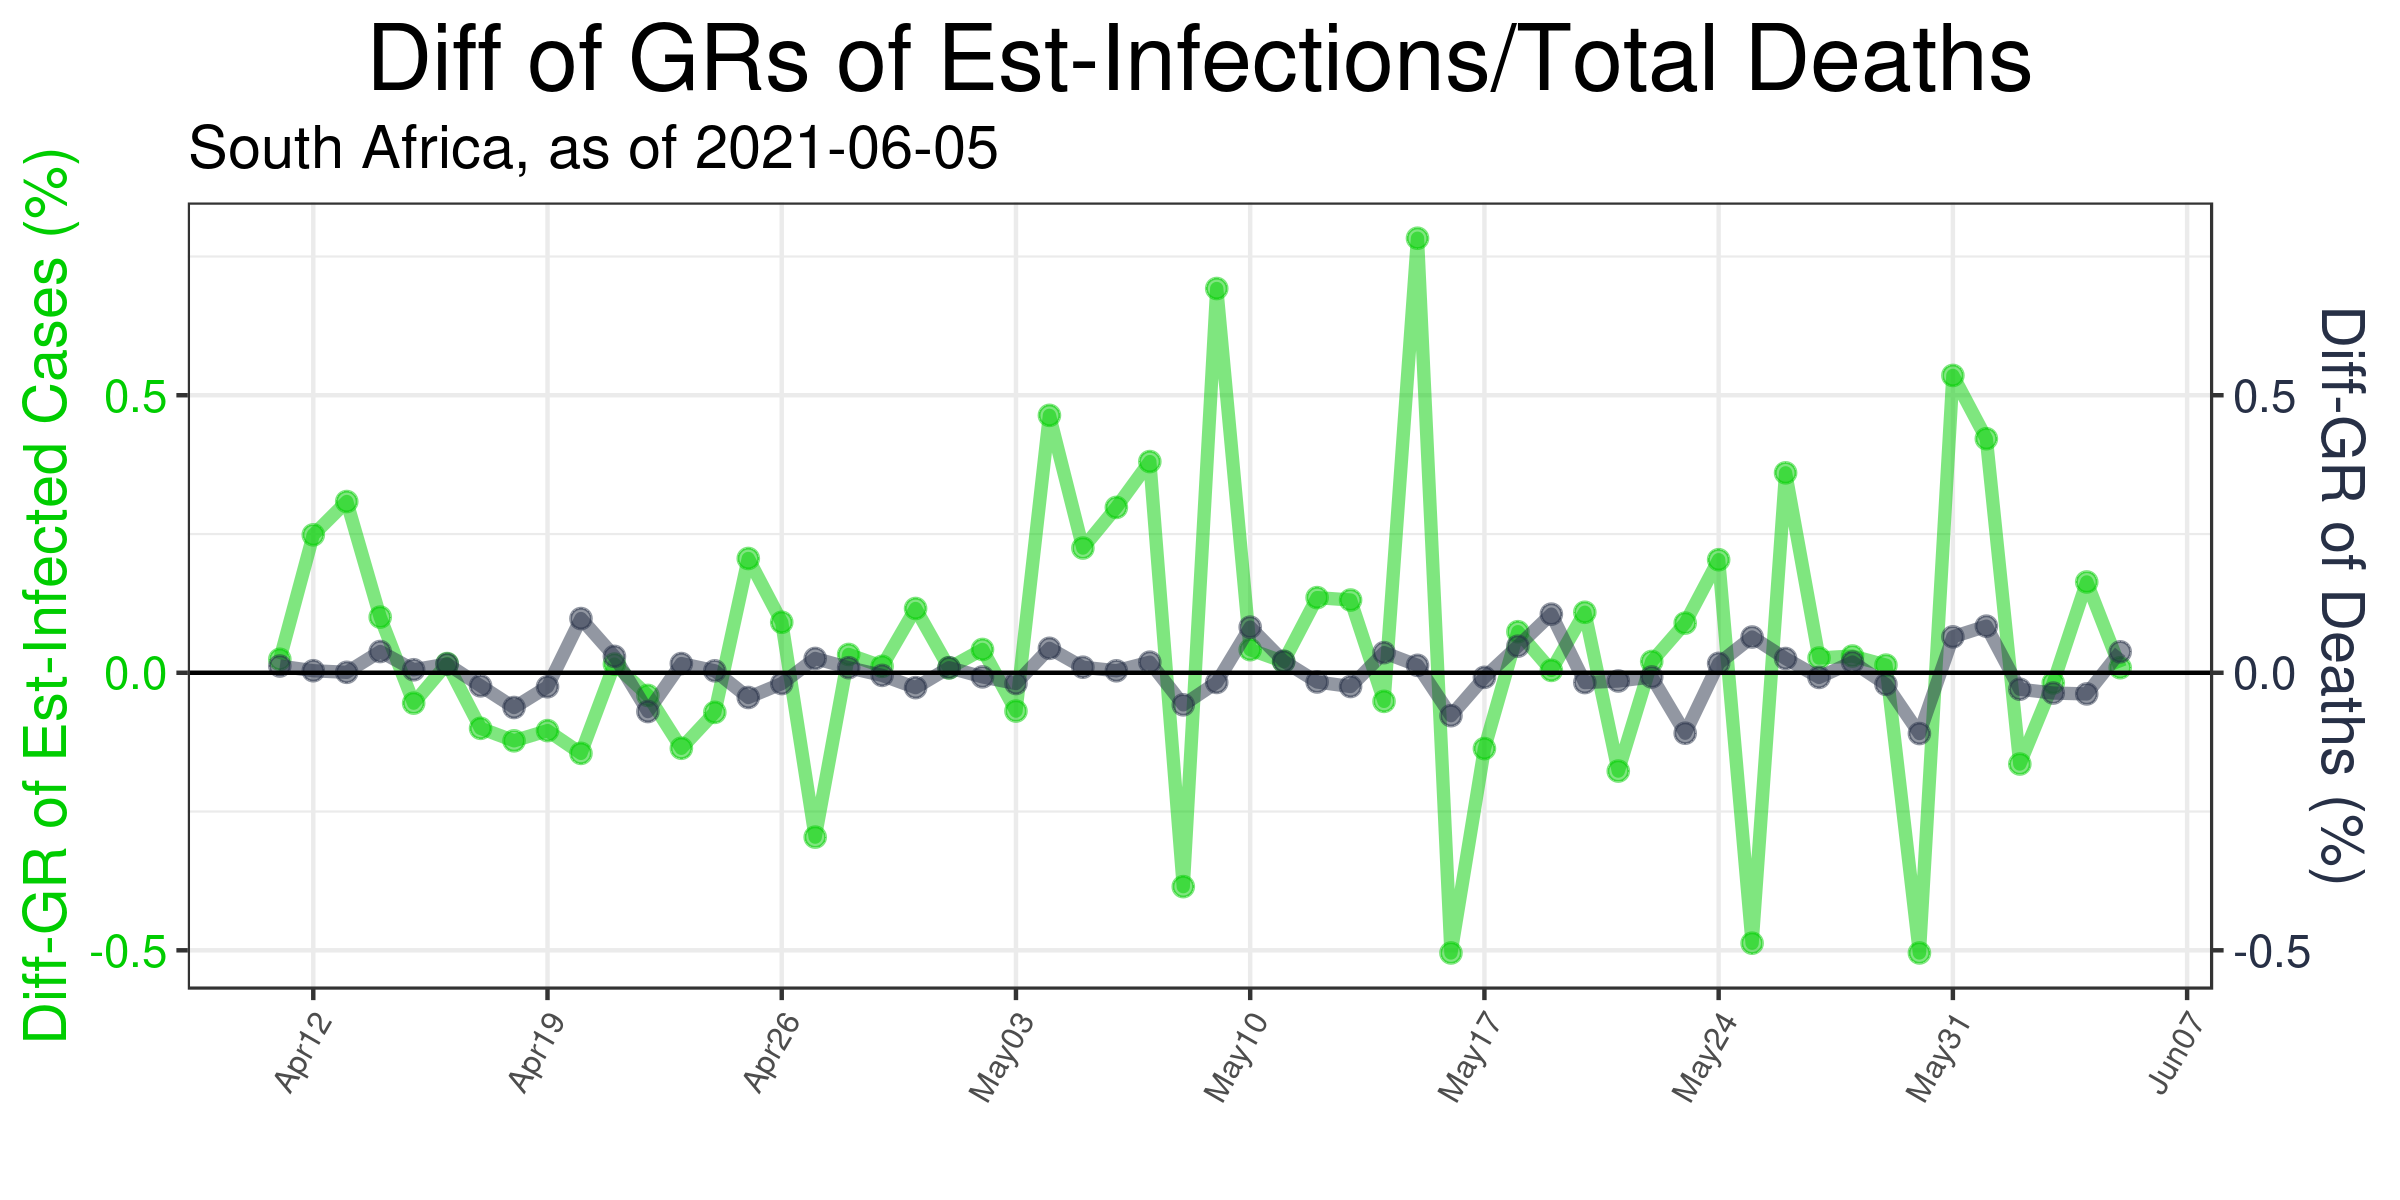 Diff of GRs of Est-Infections/Total Deaths
South Africa, as of 2021-06-05
Diff-GR of Est-Infected Cases (%)
0.5
0.0
-0.5
0.5
0.0
-0.5
Diff-GR of Deaths (%)
Apr12
Apr19
Apr26
May03
May10
May17
May24
May31
Jun07